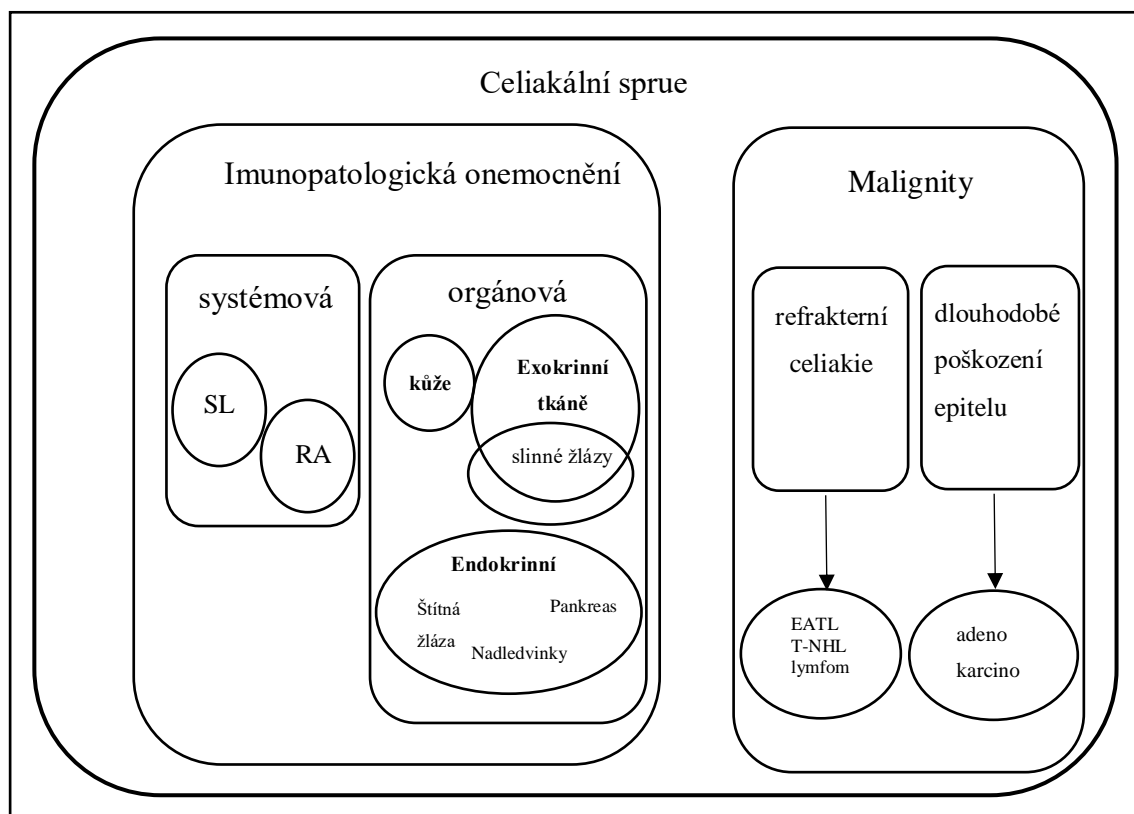 Celiakální sprue
Imunopatologická onemocnění
systémová
SL
RA
orgánová
kůže
Exokrinní
tkáně
slinné žlázy
Endokrinní
Štítná
žláza
Pankreas
Nadledvinky
Malignity
refrakterní
celiakie
dlouhodobé
poškození
epitelu
EATL
T-NHL
lymfom
adeno
karcino